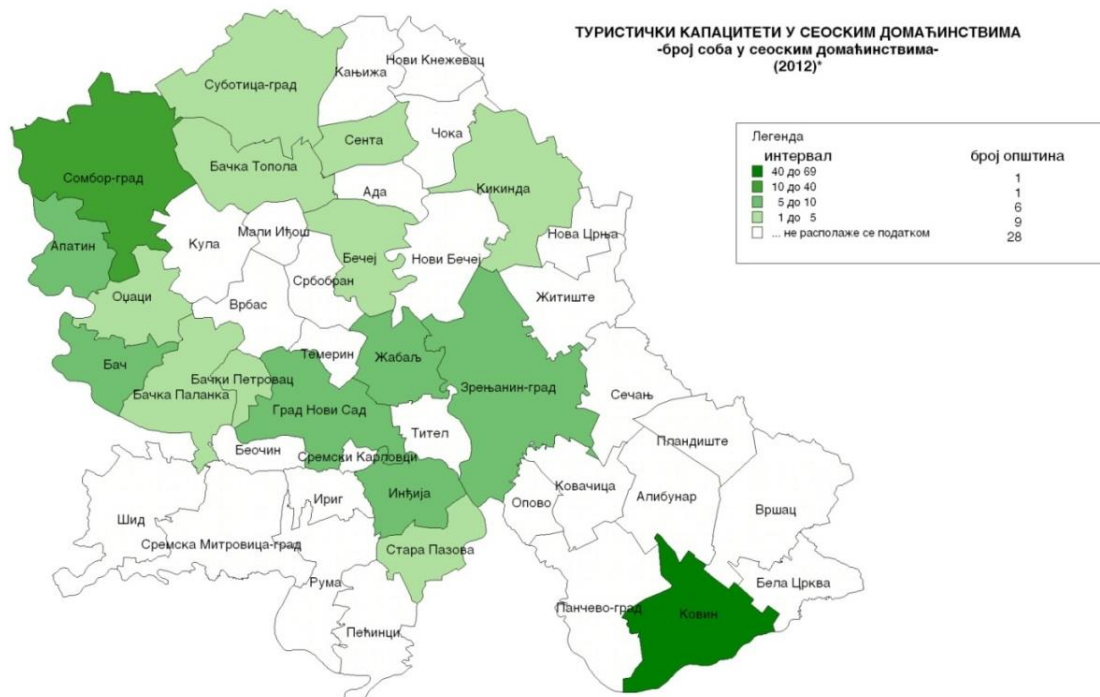 ТУРИСТИЧКИ КАПАЦИТЕТИ У СЕОСКИМ ДОМАЋИНСТВИМА
-број соба у сеоским домаћинствима-
(2012)*
Легенда
интервал број општина
40 до 69 1
10 до 40 1
5 до 10 6
1 до 5 9
... не располаже се податком 28
Нови Кнежевац
Кањижа
Суботица-град
Чока
Сента
Бачка Топола
Сомбор-град
Ада
Кикинда
Мали Иђош
Нова Црња
Кула
Апатин
Бечеј
Нови Бечеј
Србобран
Оџаци
Житиште
Врбас
Темерин
Жабаљ
Бач
Бачки Петровац
Зрењанин-град
Бачка Паланка
Сечањ
Град Нови Сад
Тител
Пландиште
Беочин
Сремски Карловци
Ковачица
Инђија
Ириг
Опово
Алибунар
Вршац
Шид
Сремска Митровица-град
Стара Пазова
Рума
Бела Црква
Панчево-град
Ковин
Пећинци